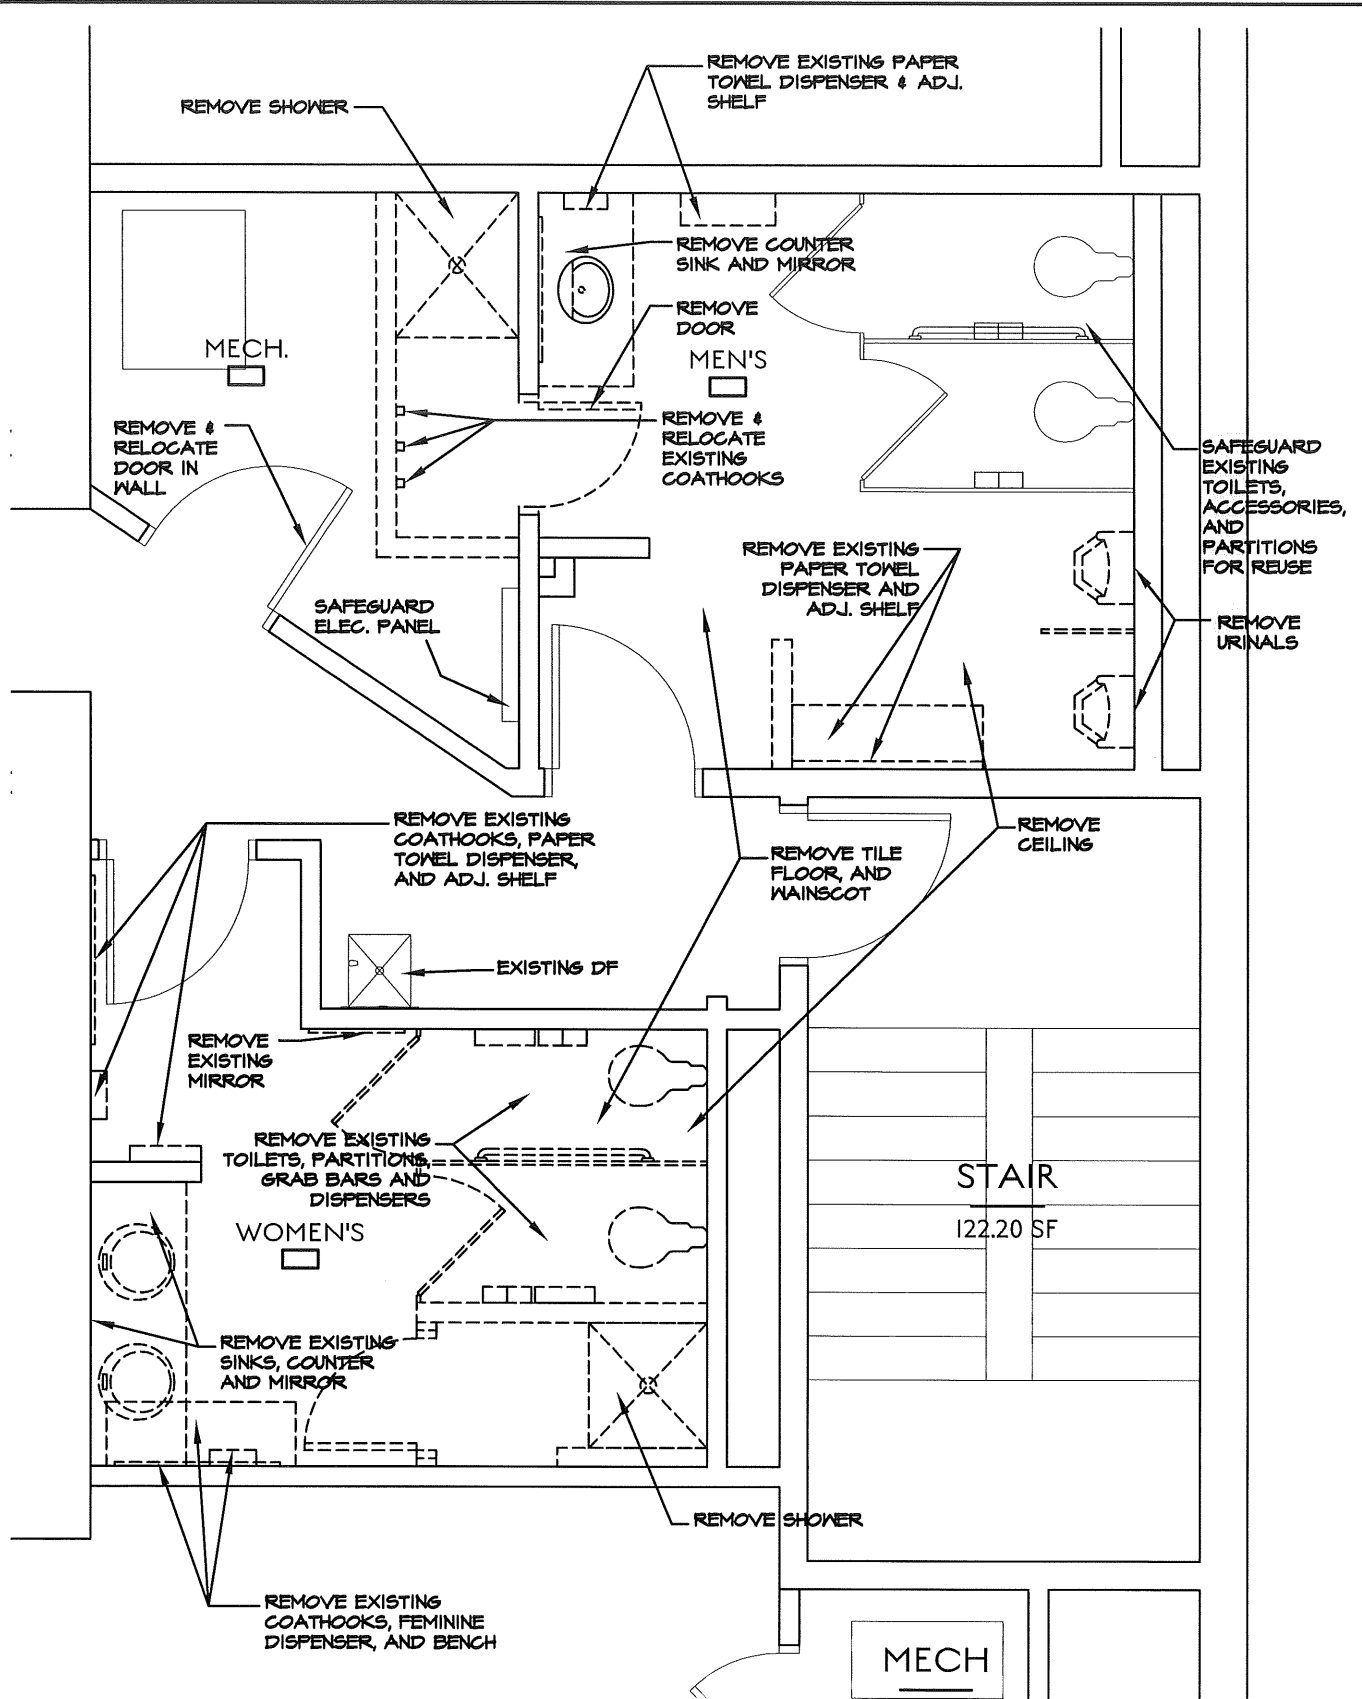 REMOVE EXISTING PAPER
TOWEL DISPENSER & ADJ.
SHELF
REMOVE SHOWER
REMOVE COUNTER
SINK AND MIRROR
REMOVE
DOOR
MECH.
MEN'S
REMOVE &
RELOCATE
DOOR IN
WALL
REMOVE &
RELOCATE
EXISTING
COATHOOKS
SAFEGUARD
EXISTING
TOILETS,
ACCESSORIES,
AND
PARTITIONS
FOR REUSE
REMOVE EXISTING
PAPER TOWEL
DISPENSER AND
ADJ. SHELF
SAFEGUARD
ELEC. PANEL
REMOVE
URINALS
REMOVE EXISTING
COATHOOKS, PAPER
TOWEL DISPENSER,
AND ADJ. SHELF
REMOVE TILE
FLOOR, AND
WAINSCOT
REMOVE
CEILING
EXISTING DF
REMOVE
EXISTING
MIRROR
REMOVE EXISTING
TOILETS, PARTITIONS,
GRAB BARS AND
DISPENSERS
STAIR
122.20 SF
WOMEN'S
REMOVE EXISTING
SINKS, COUNTER
AND MIRROR
REMOVE SHOWER
REMOVE EXISTING
COATHOOKS, FEMININE
DISPENSER, AND BENCH
MECH